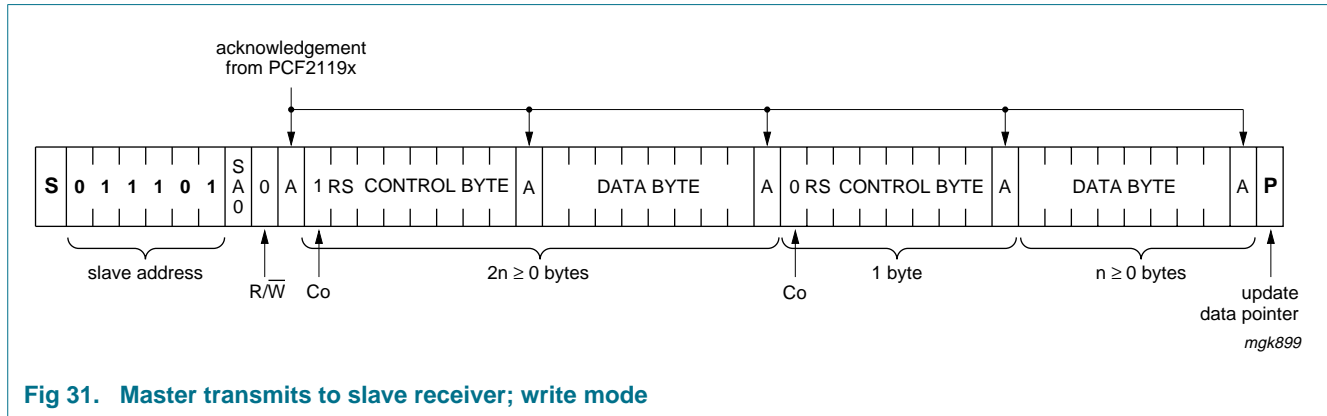 acknowledgement
from PCF2119x
S 0 1 1 1 0 1 SA0 0 A 1 RS CONTROL BYTE A DATA BYTE A 0 RS CONTROL BYTE A DATA BYTE A P
slave address
R/W̅
Co
2n ≥ 0 bytes
Co
1 byte
n ≥ 0 bytes
update
data pointer
mgk899
Fig 31. Master transmits to slave receiver; write mode